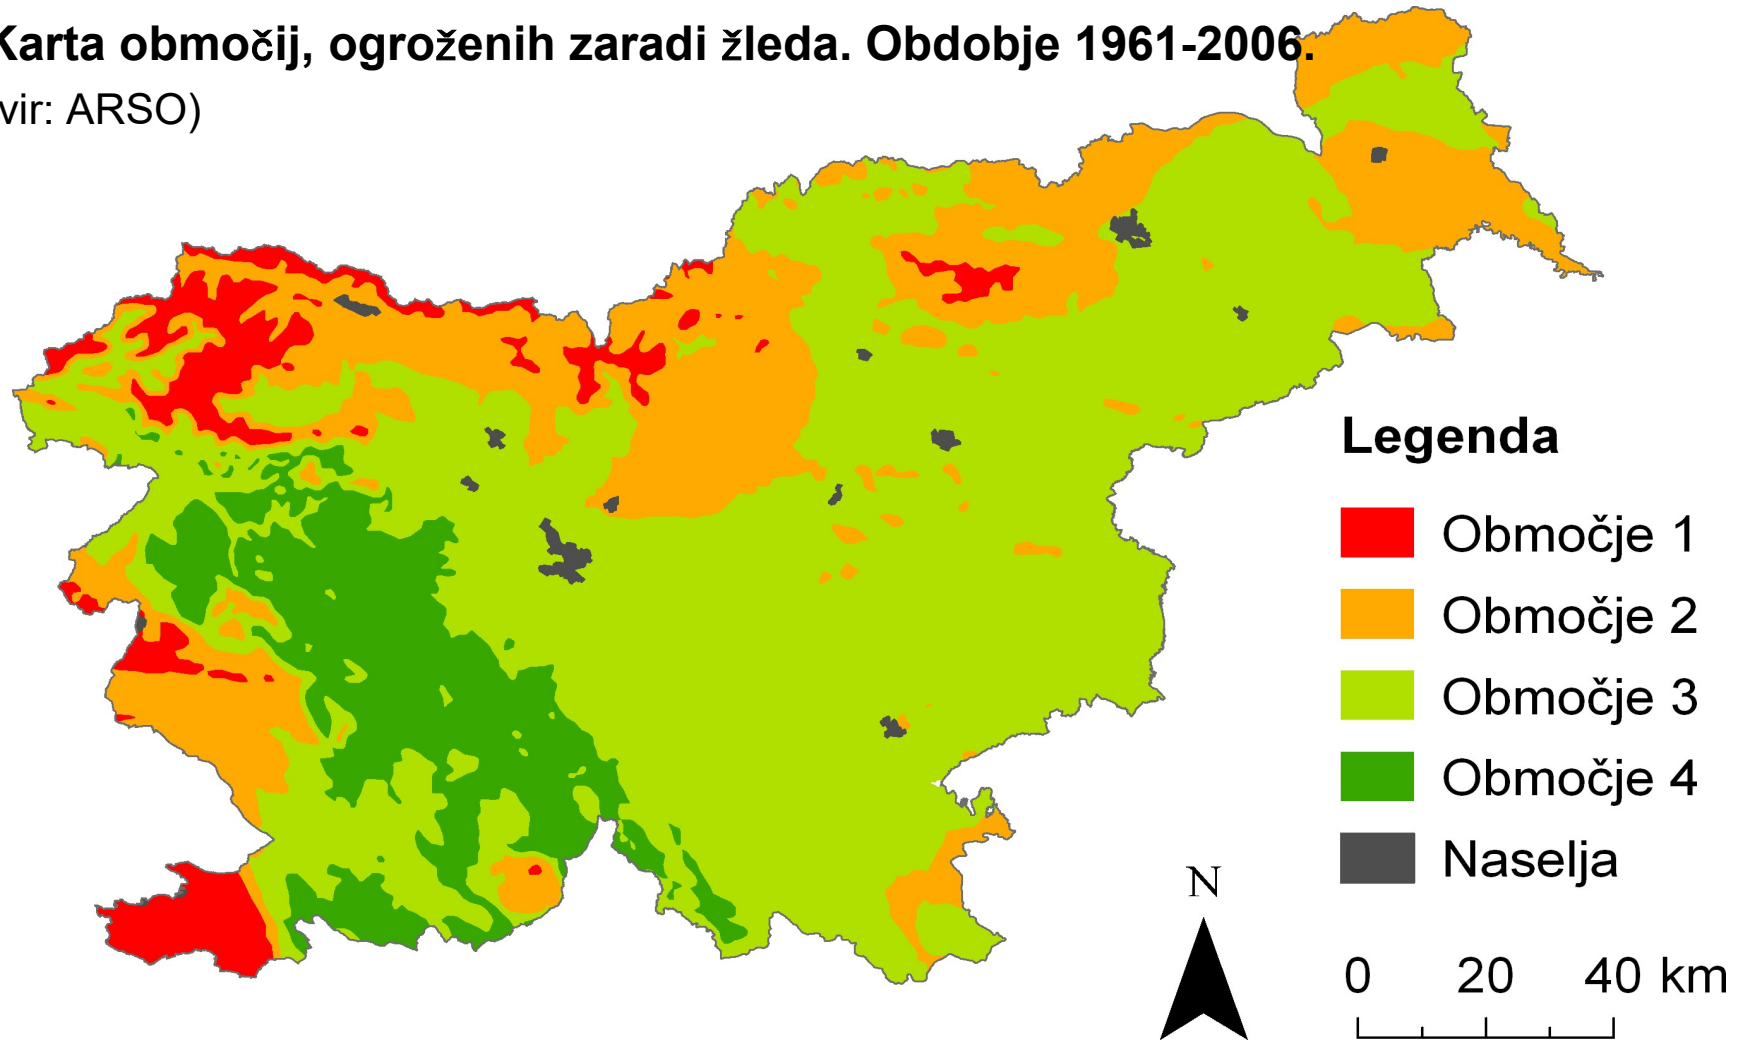 Karta območij, ogroženih zaradi žleda. Obdobje 1961-2006.
vir: ARSO)
Legenda
Območje 1
Območje 2
Območje 3
Območje 4
Naselja
N
0 20 40 km